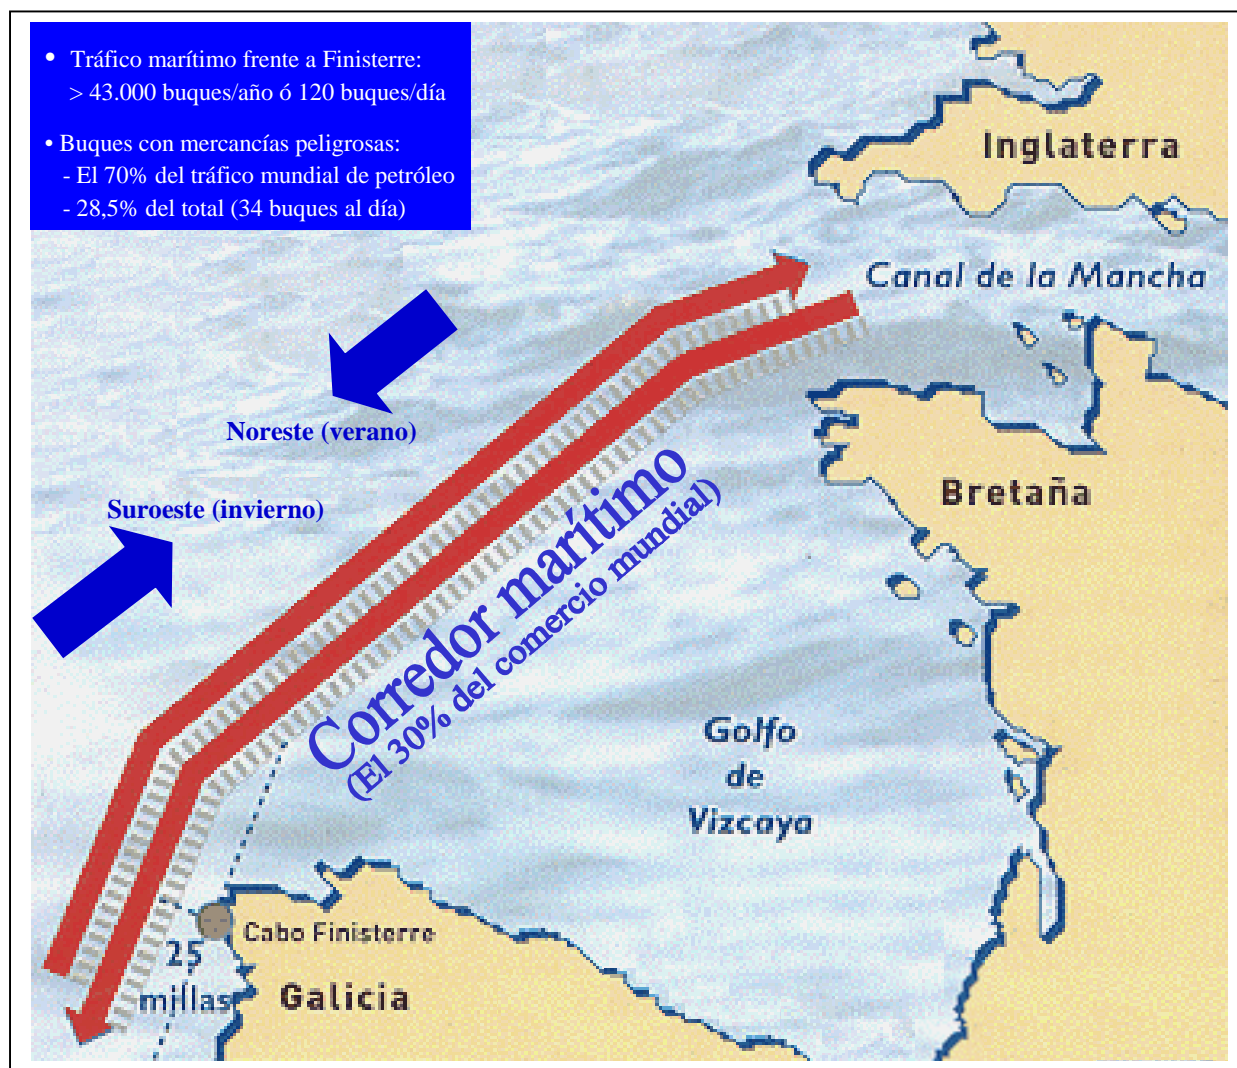 • Tráfico marítimo frente a Finisterre:
> 43.000 buques/año ó 120 buques/día
• Buques con mercancías peligrosas:
- El 70% del tráfico mundial de petróleo
- 28,5% del total (34 buques al día)
Inglaterra
Canal de la Mancha
Noreste (verano)
Suroeste (invierno)
Bretaña
Corredor marítimo
(El 30% del comercio mundial)
Golfo
de
Vizcaya
Cabo Finisterre
25
millas
Galicia